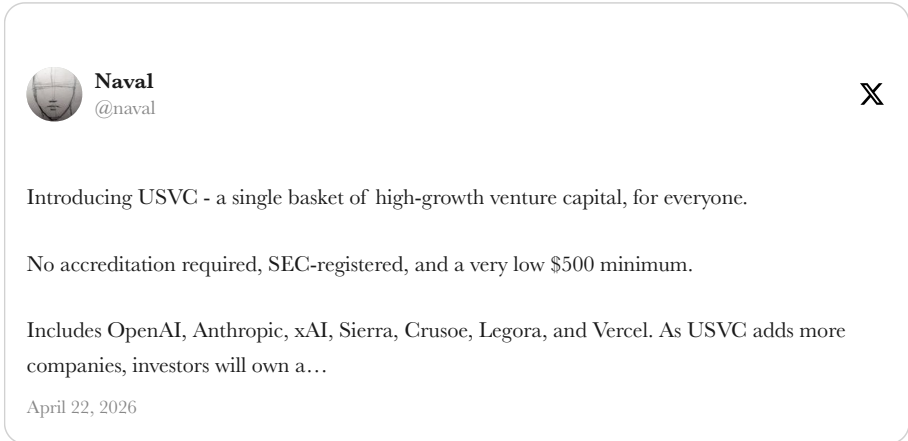 Naval
@naval
Introducing USVC - a single basket of high-growth venture capital, for everyone.
No accreditation required, SEC-registered, and a very low $500 minimum.
Includes OpenAI, Anthropic, xAI, Sierra, Crusoe, Legora, and Vercel. As USVC adds more
companies, investors will own a…
April 22, 2026